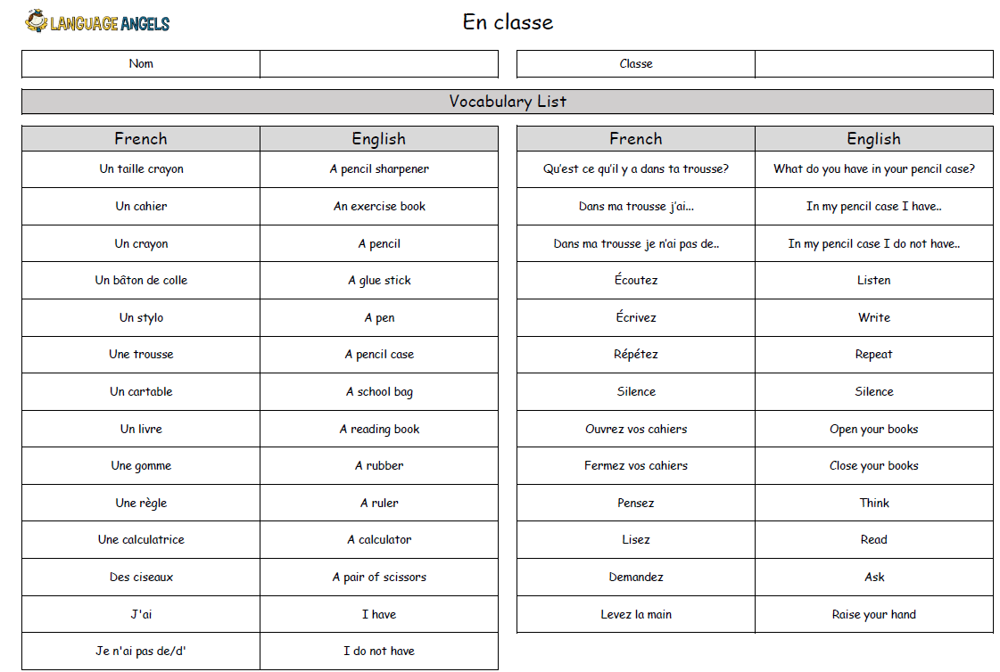 LANGUAGE ANGELS
En classe
Nom
Classe
Vocabulary List
French English
Un taille crayon A pencil sharpener
Un cahier An exercise book
Un crayon A pencil
Un bâton de colle A glue stick
Un stylo A pen
Une trousse A pencil case
Un cartable A school bag
Un livre A reading book
Une gomme A rubber
Une règle A ruler
Une calculatrice A calculator
Des ciseaux A pair of scissors
J'ai I have
Je n'ai pas de/d' I do not have
French English
Qu'est ce qu'il y a dans ta trousse? What do you have in your pencil case?
Dans ma trousse j'ai... In my pencil case I have..
Dans ma trousse je n'ai pas de.. In my pencil case I do not have..
Écoutez Listen
Écrivez Write
Répétez Repeat
Silence Silence
Ouvrez vos cahiers Open your books
Fermez vos cahiers Close your books
Pensez Think
Lisez Read
Demandez Ask
Levez la main Raise your hand